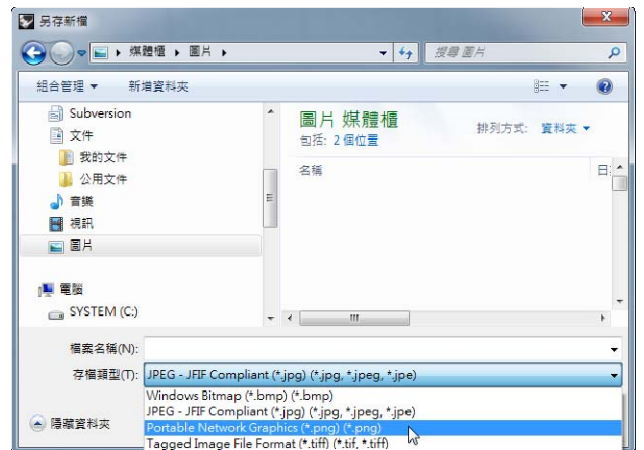 另存新檔
媒體櫃 圖片 搜尋 圖片
組合管理 新增資料夾
Subversion
文件
我的文件
公用文件
音樂
視訊
圖片
電腦
SYSTEM (C:)
圖片 媒體櫃
包括: 2 個位置
排列方式: 資料夾
名稱
檔案名稱(N):
存檔類型(T): JPEG - JFIF Compliant (*.jpg) (*.jpg, *.jpeg, *.jpe)
Windows Bitmap (*.bmp) (*.bmp)
JPEG - JFIF Compliant (*.jpg) (*.jpg, *.jpeg, *.jpe)
Portable Network Graphics (*.png) (*.png)
Tagged Image File Format (*.tiff) (*.tif, *.tiff)
隱藏資料夾